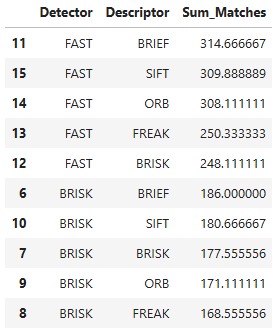 Detector Descriptor Sum_Matches
11 FAST BRIEF 314.666667
15 FAST SIFT 309.888889
14 FAST ORB 308.111111
13 FAST FREAK 250.333333
12 FAST BRISK 248.111111
6 BRISK BRIEF 186.000000
10 BRISK SIFT 180.666667
7 BRISK BRISK 177.555556
9 BRISK ORB 171.111111
8 BRISK FREAK 168.555556